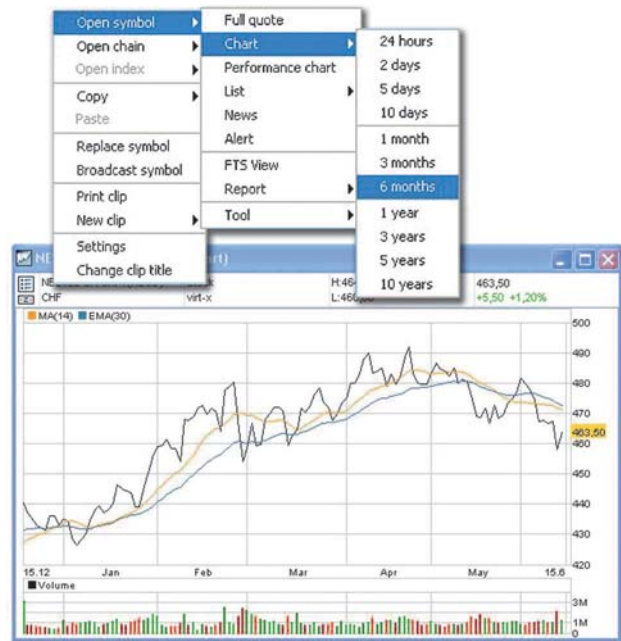 Open symbol
Open chain
Open index
Copy
Paste
Replace symbol
Broadcast symbol
Print clip
New clip
Settings
Change clip title
Full quote
Chart
Performance chart
List
News
Alert
FTS View
Report
Tool
24 hours
2 days
5 days
10 days
1 month
3 months
6 months
1 year
3 years
5 years
10 years
463,50
CHF virt-x +5,50 +1,20%
MA(14) EMA(30)
500
490
480
470
463,50
460
450
440
430
420
15.12 Jan Feb Mar Apr May 15.6
Volume
3M
2M
1M
0